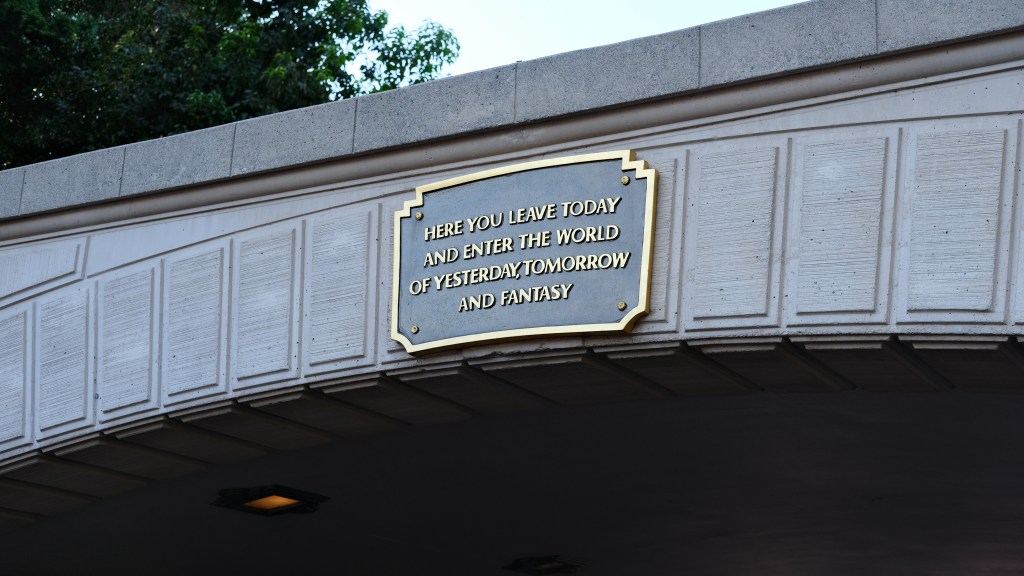 HERE YOU LEAVE TODAY
AND ENTER THE WORLD
OF YESTERDAY, TOMORROW
AND FANTASY